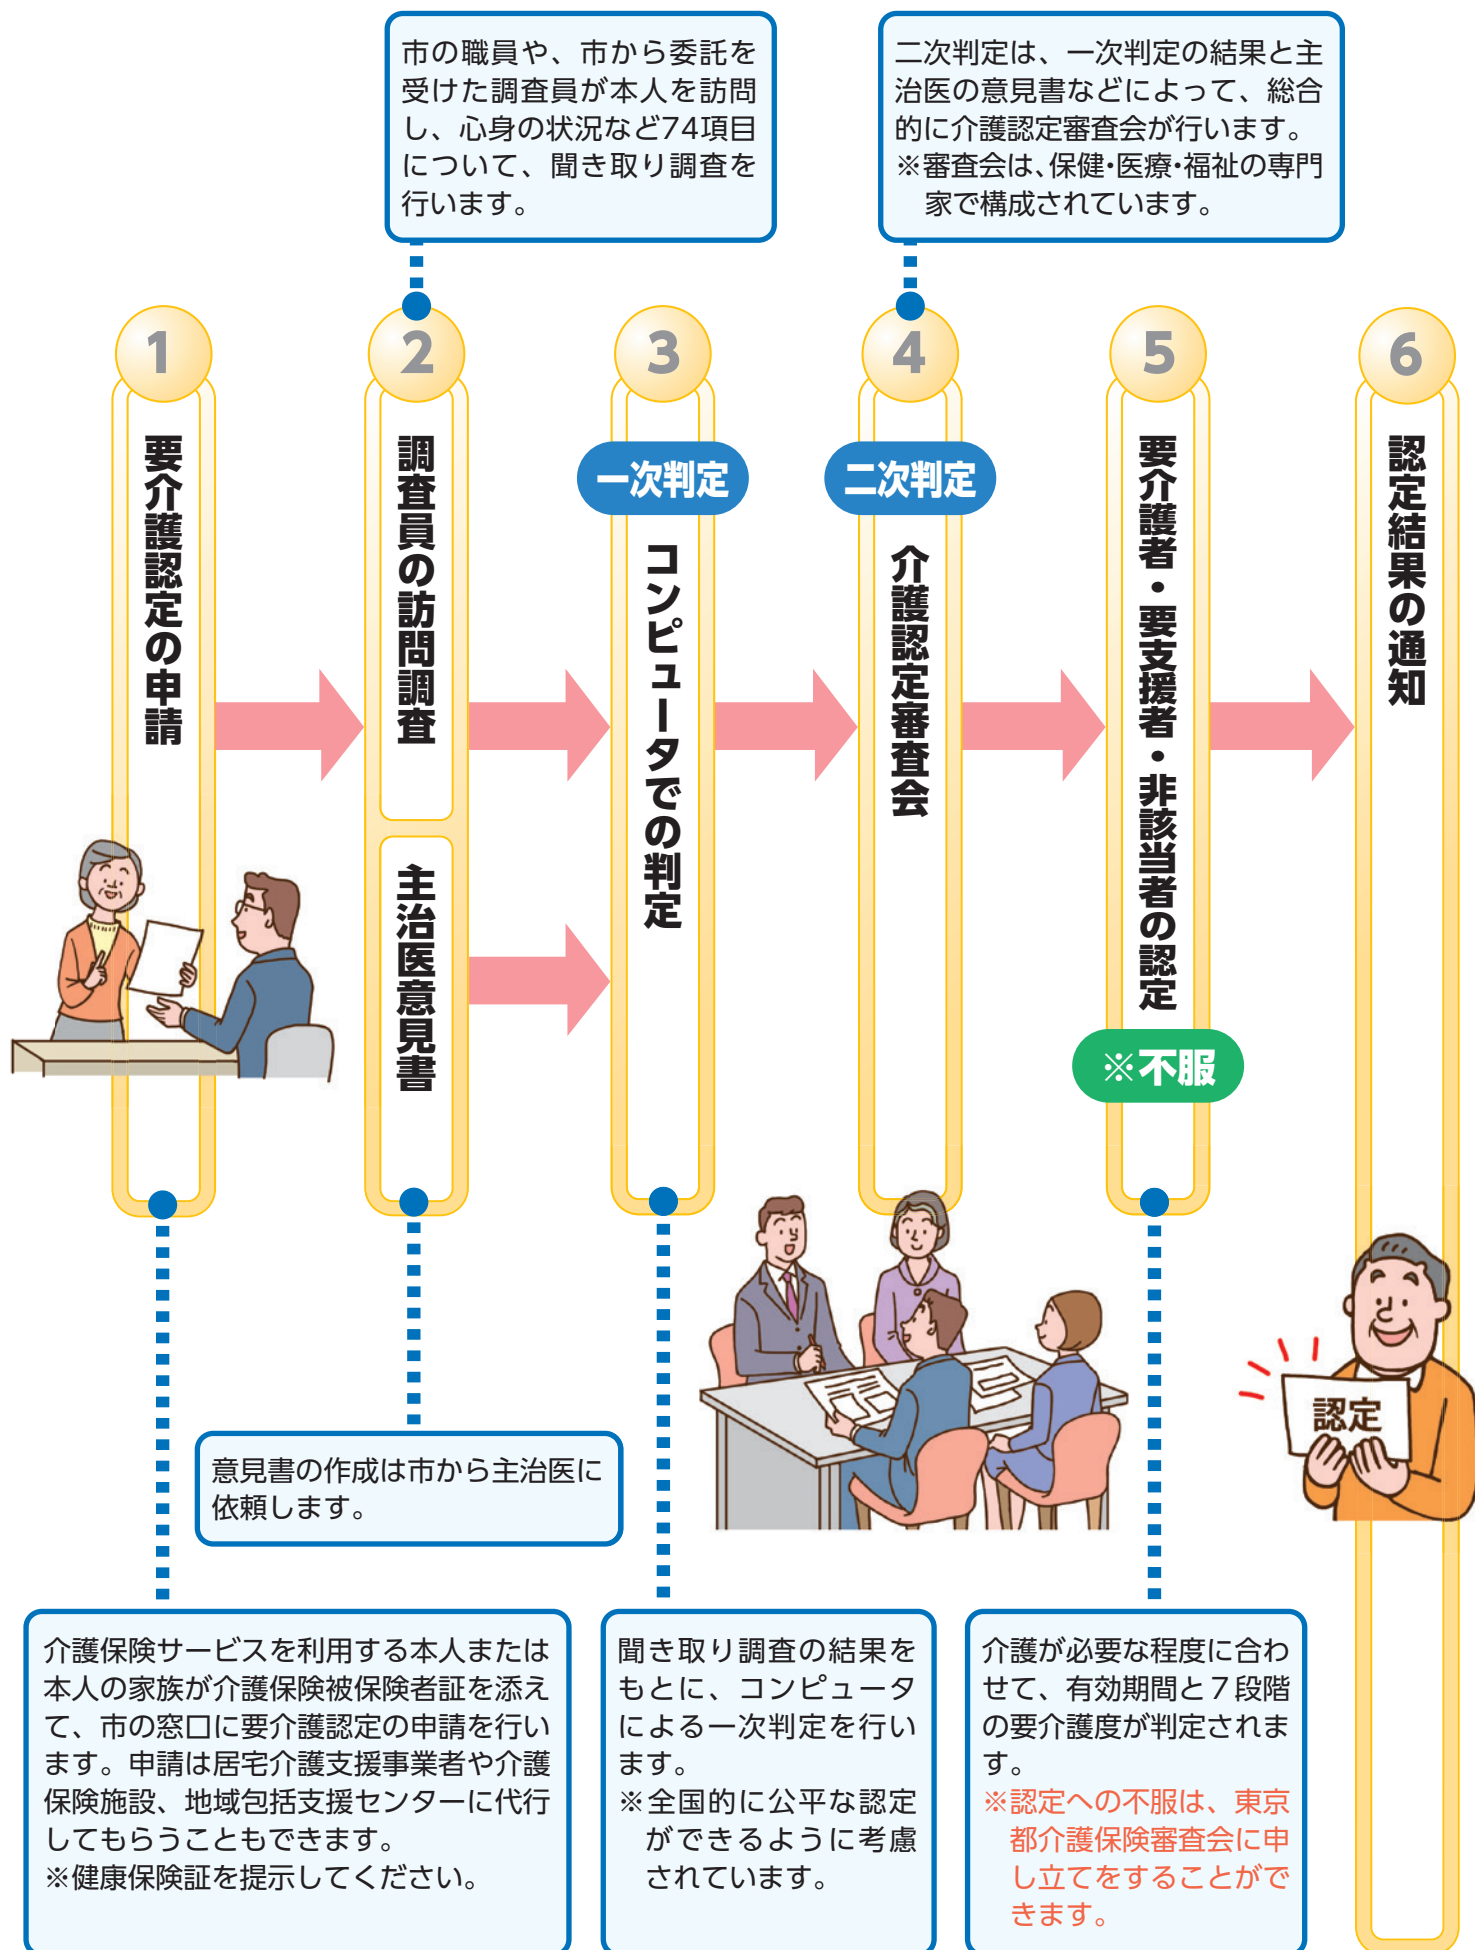 市の職員や、市から委託を
受けた調査員が本人を訪問
し、心身の状況など74項目
について、聞き取り調査を
行います。
二次判定は、一次判定の結果と主
治医の意見書などによって、総合
的に介護認定審査会が行います。
※審査会は、保健・医療・福祉の専門
家で構成されています。
1
要介護認定の申請
2
調査員の訪問調査
主治医意見書
3
一次判定
コンピュータでの判定
4
二次判定
介護認定審査会
5
要介護者・要支援者・非該当者の認定
※不服
6
認定結果の通知
認定
意見書の作成は市から主治医に
依頼します。
介護保険サービスを利用する本人または
本人の家族が介護保険被保険者証を添え
て、市の窓口に要介護認定の申請を行い
ます。申請は居宅介護支援事業者や介護
保険施設、地域包括支援センターに代行
してもらうこともできます。
※健康保険証を提示してください。
聞き取り調査の結果を
もとに、コンピュータ
による一次判定を行い
ます。
※全国的に公平な認定
ができるように考慮
されています。
介護が必要な程度に合わ
せて、有効期間と７段階
の要介護度が判定されま
す。
※認定への不服は、東京
都介護保険審査会に申
し立てをすることがで
きます。